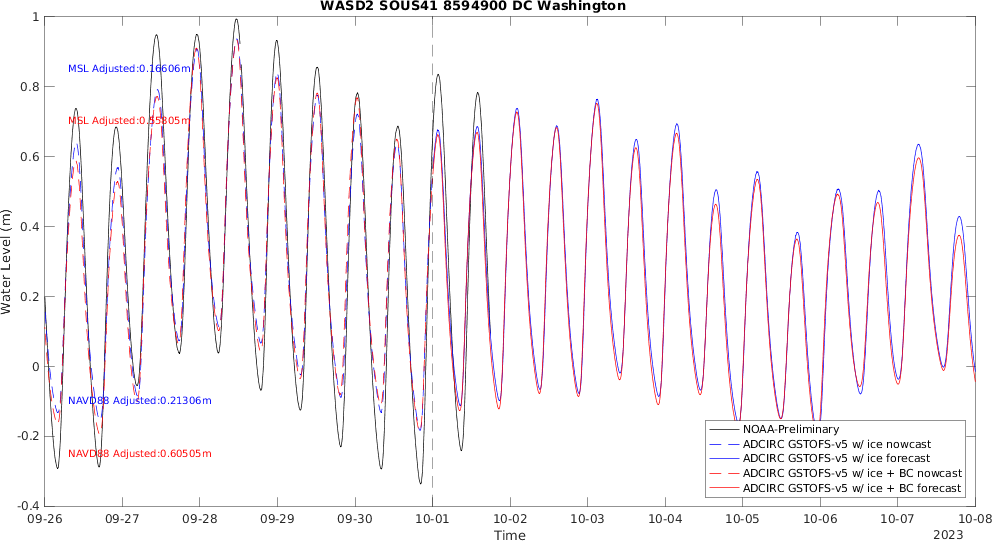 WASD2 SOUS41 8594900 DC Washington
1
0.8
0.6
0.4
0.2
0
-0.2
-0.4
Water Level (m)
MSL Adjusted:0.16606m
MSL Adjusted:0.55805m
NAVD88 Adjusted:0.21306m
NAVD88 Adjusted:0.60505m
NOAA-Preliminary
ADCIRC GSTOFS-v5 w/ ice nowcast
ADCIRC GSTOFS-v5 w/ ice forecast
ADCIRC GSTOFS-v5 w/ ice + BC nowcast
ADCIRC GSTOFS-v5 w/ ice + BC forecast
09-26 09-27 09-28 09-29 09-30 10-01 10-02 10-03 10-04 10-05 10-06 10-07 10-08
Time
2023